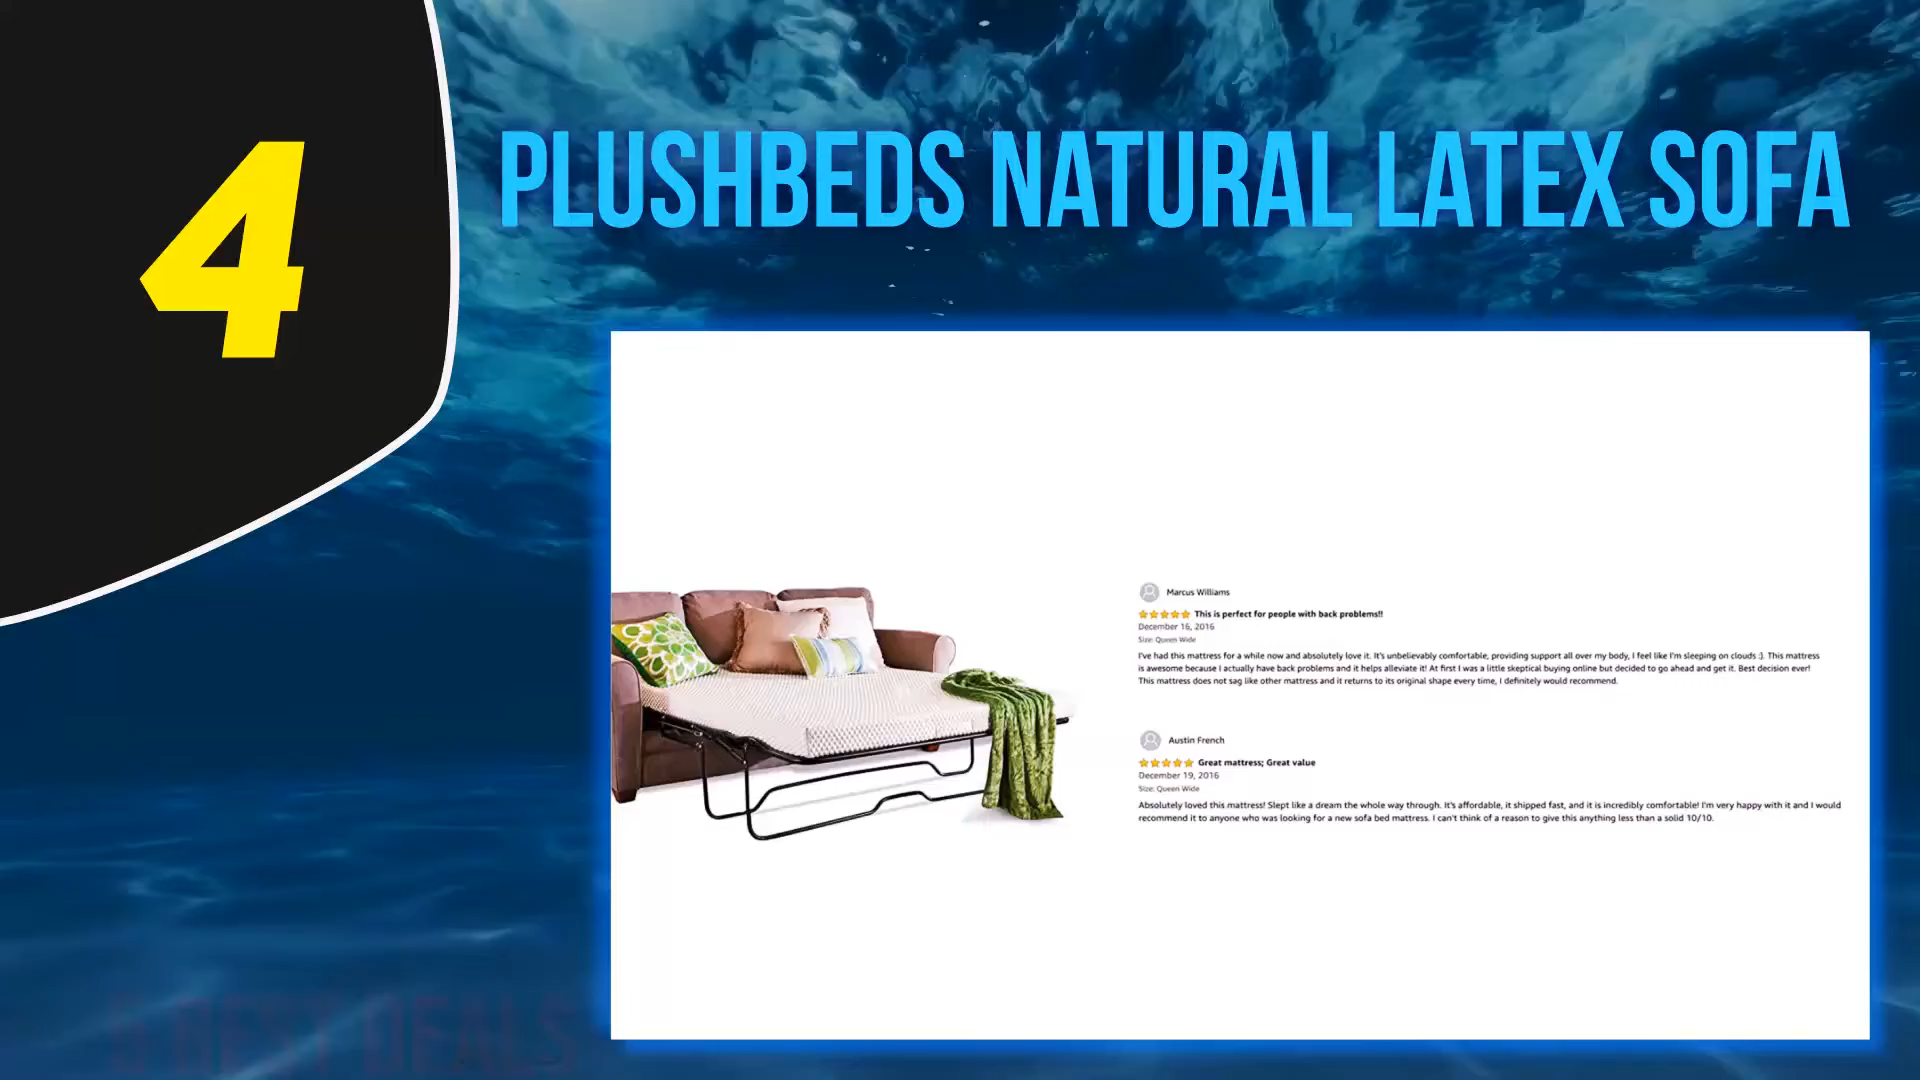 4
PLUSHBEDS NATURAL LATEX SOFA
Marcus Williams
This is perfect for people with back problems!!
December 16, 2016
Size: Queen Wide
I've had this mattress for a while now and absolutely love it. It's unbelievably comfortable, providing support all over my body, I feel like I'm sleeping on clouds :). This mattress
is awesome because I actually have back problems and it helps alleviate it! At first I was a little skeptical buying online but decided to go ahead and get it. Best decision ever!
This mattress does not sag like other mattress and it returns to its original shape every time, I definitely would recommend.
Austin French
Great mattress; Great value
December 19, 2016
Size: Queen Wide
Absolutely loved this mattress! Slept like a dream the whole way through. It's affordable, it shipped fast, and it is incredibly comfortable! I'm very happy with it and I would
recommend it to anyone who was looking for a new sofa bed mattress. I can't think of a reason to give this anything less than a solid 10/10.
5 BEST DEALS